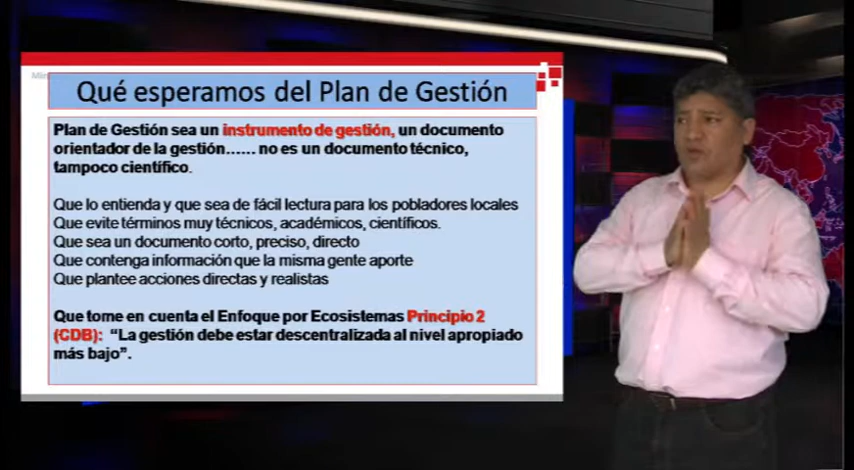 Qué esperamos del Plan de Gestión
Plan de Gestión sea un instrumento de gestión, un documento
orientador de la gestión...... no es un documento técnico,
tampoco científico.
Que lo entienda y que sea de fácil lectura para los pobladores locales
Que evite términos muy técnicos, académicos, científicos.
Que sea un documento corto, preciso, directo
Que contenga información que la misma gente aporte
Que plantee acciones directas y realistas
Que tome en cuenta el Enfoque por Ecosistemas Principio 2
(CDB): “La gestión debe estar descentralizada al nivel apropiado
más bajo”.